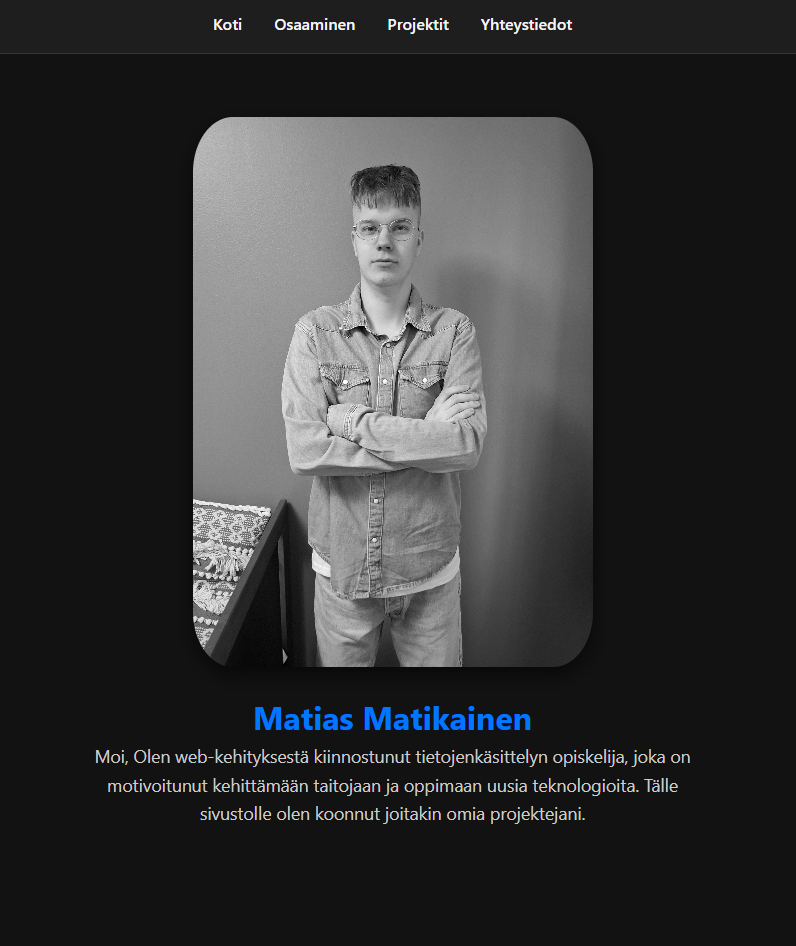 Koti Osaaminen Projektit Yhteystiedot
Matias Matikainen
Moi, Olen web-kehityksestä kiinnostunut tietojenkäsittelyn opiskelija, joka on
motivoitunut kehittämään taitojaan ja oppimaan uusia teknologioita. Tälle
sivustolle olen koonnut joitakin omia projektejani.